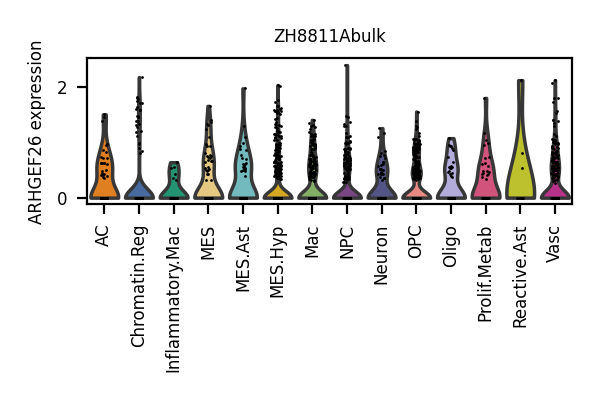 ZH8811Abulk
ARHGEF26 expression
2
0
AC
Chromatin.Reg
Inflammatory.Mac
MES
MES.Ast
MES.Hyp
Mac
NPC
Neuron
OPC
Oligo
Prolif.Metab
Reactive.Ast
Vasc